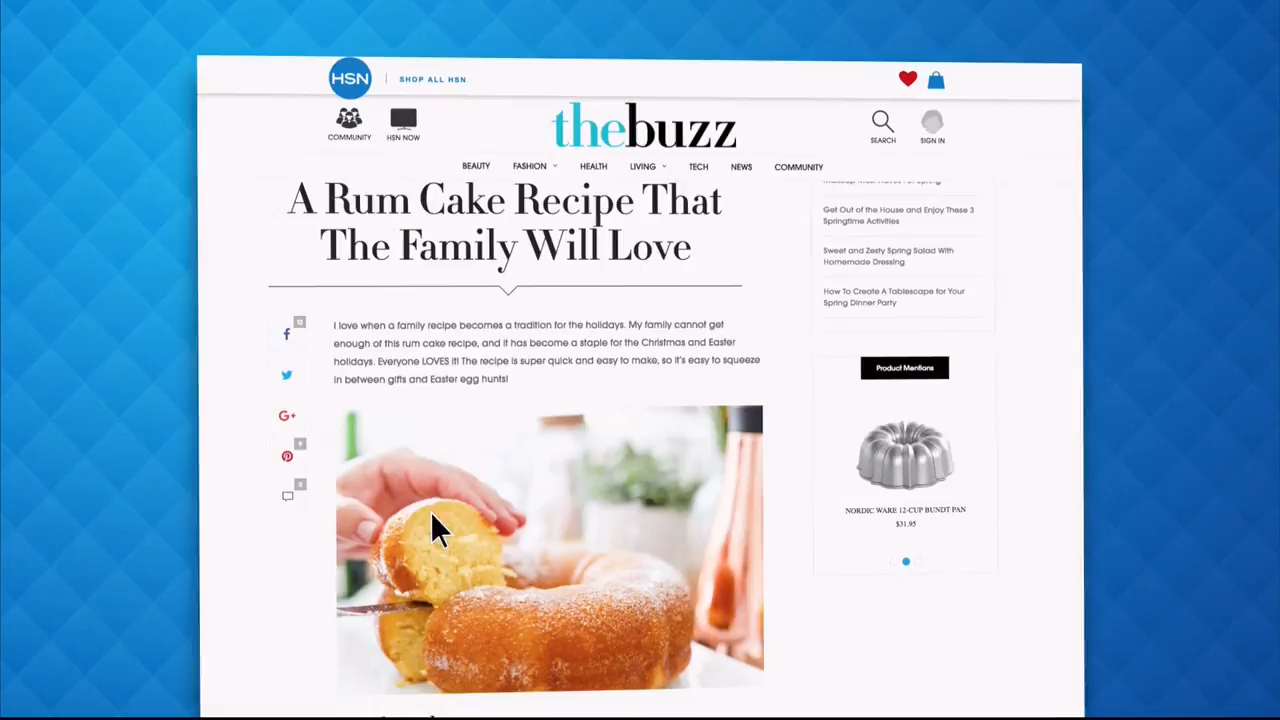 HSN
SHOP ALL HSN
COMMUNITY
HSN NOW
thebuzz
SEARCH
SIGN IN
BEAUTY
FASHION
HEALTH
LIVING
TECH
NEWS
COMMUNITY
A Rum Cake Recipe That
The Family Will Love
I love when a family recipe becomes a tradition for the holidays. My family cannot get
enough of this rum cake recipe, and it has become a staple for the Christmas and Easter
holidays. Everyone LOVES it! The recipe is super quick and easy to make, so it's easy to squeeze
in between gifts and Easter egg hunts!
f
13
G+
9
0
Get Out of the House and Enjoy These 3
Springtime Activities
Sweet and Zesty Spring Salad With
Homemade Dressing
How To Create A Tablescape for Your
Spring Dinner Party
Product Mentions
NORDIC WARE 12-CUP BUNDT PAN
$31.95